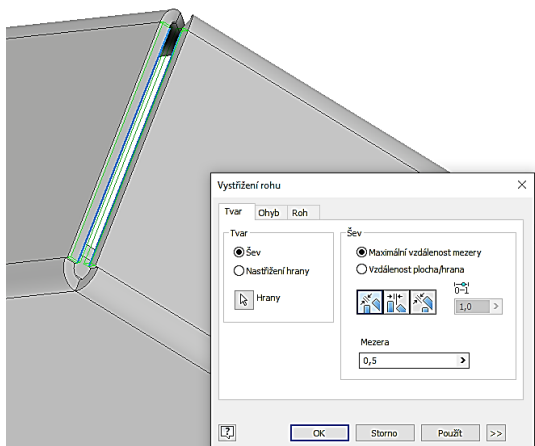 Vystřižení rohu
Tvar Ohyb Roh
Tvar
Šev
Nastřižení hrany
Hrany
Šev
Maximální vzdálenost mezery
Vzdálenost plocha/hrana
0-1
1,0 >
Mezera
0,5 >
? OK Storno Použít >>